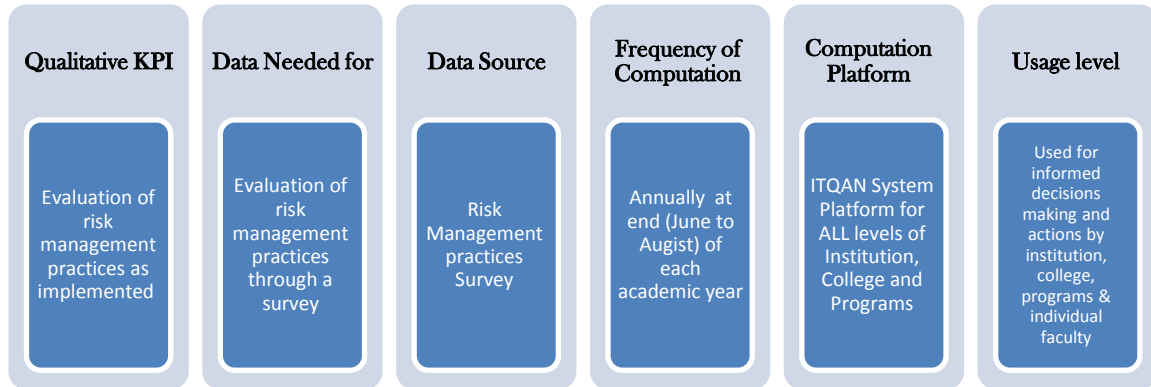 Qualitative KPI
Evaluation of
risk
management
practices as
implemented
Data Needed for
Evaluation of
risk
management
practices
through a
survey
Data Source
Risk
Management
practices
Survey
Frequency of
Computation
Annually at
end (June to
Augist) of
each
academic year
Computation
Platform
ITQAN System
Platform for
ALL levels of
Institution,
College and
Programs
Usage level
Used for
informed
decisions
making and
actions by
institution,
college,
programs &
individual
faculty